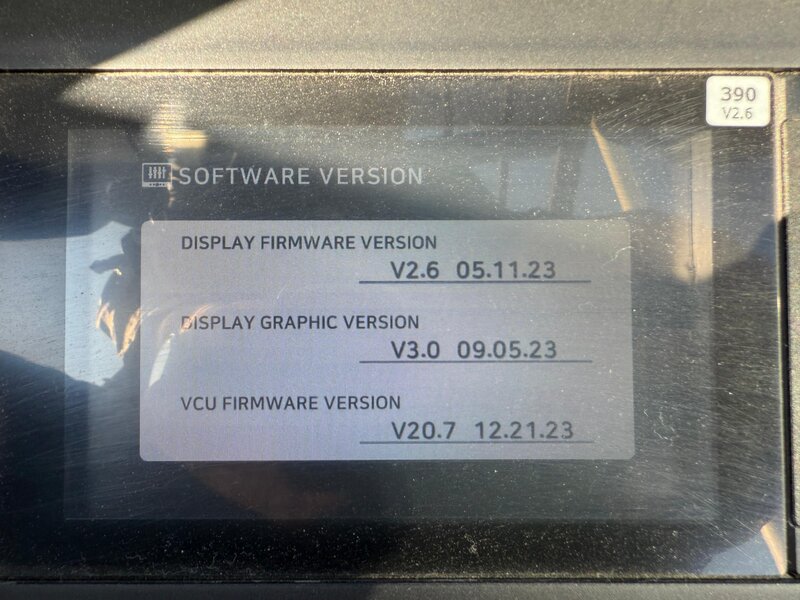 390
V2.6
SOFTWARE VERSION
DISPLAY FIRMWARE VERSION
V2.6 05.11.23
DISPLAY GRAPHIC VERSION
V3.0 09.05.23
VCU FIRMWARE VERSION
V20.7 12.21.23